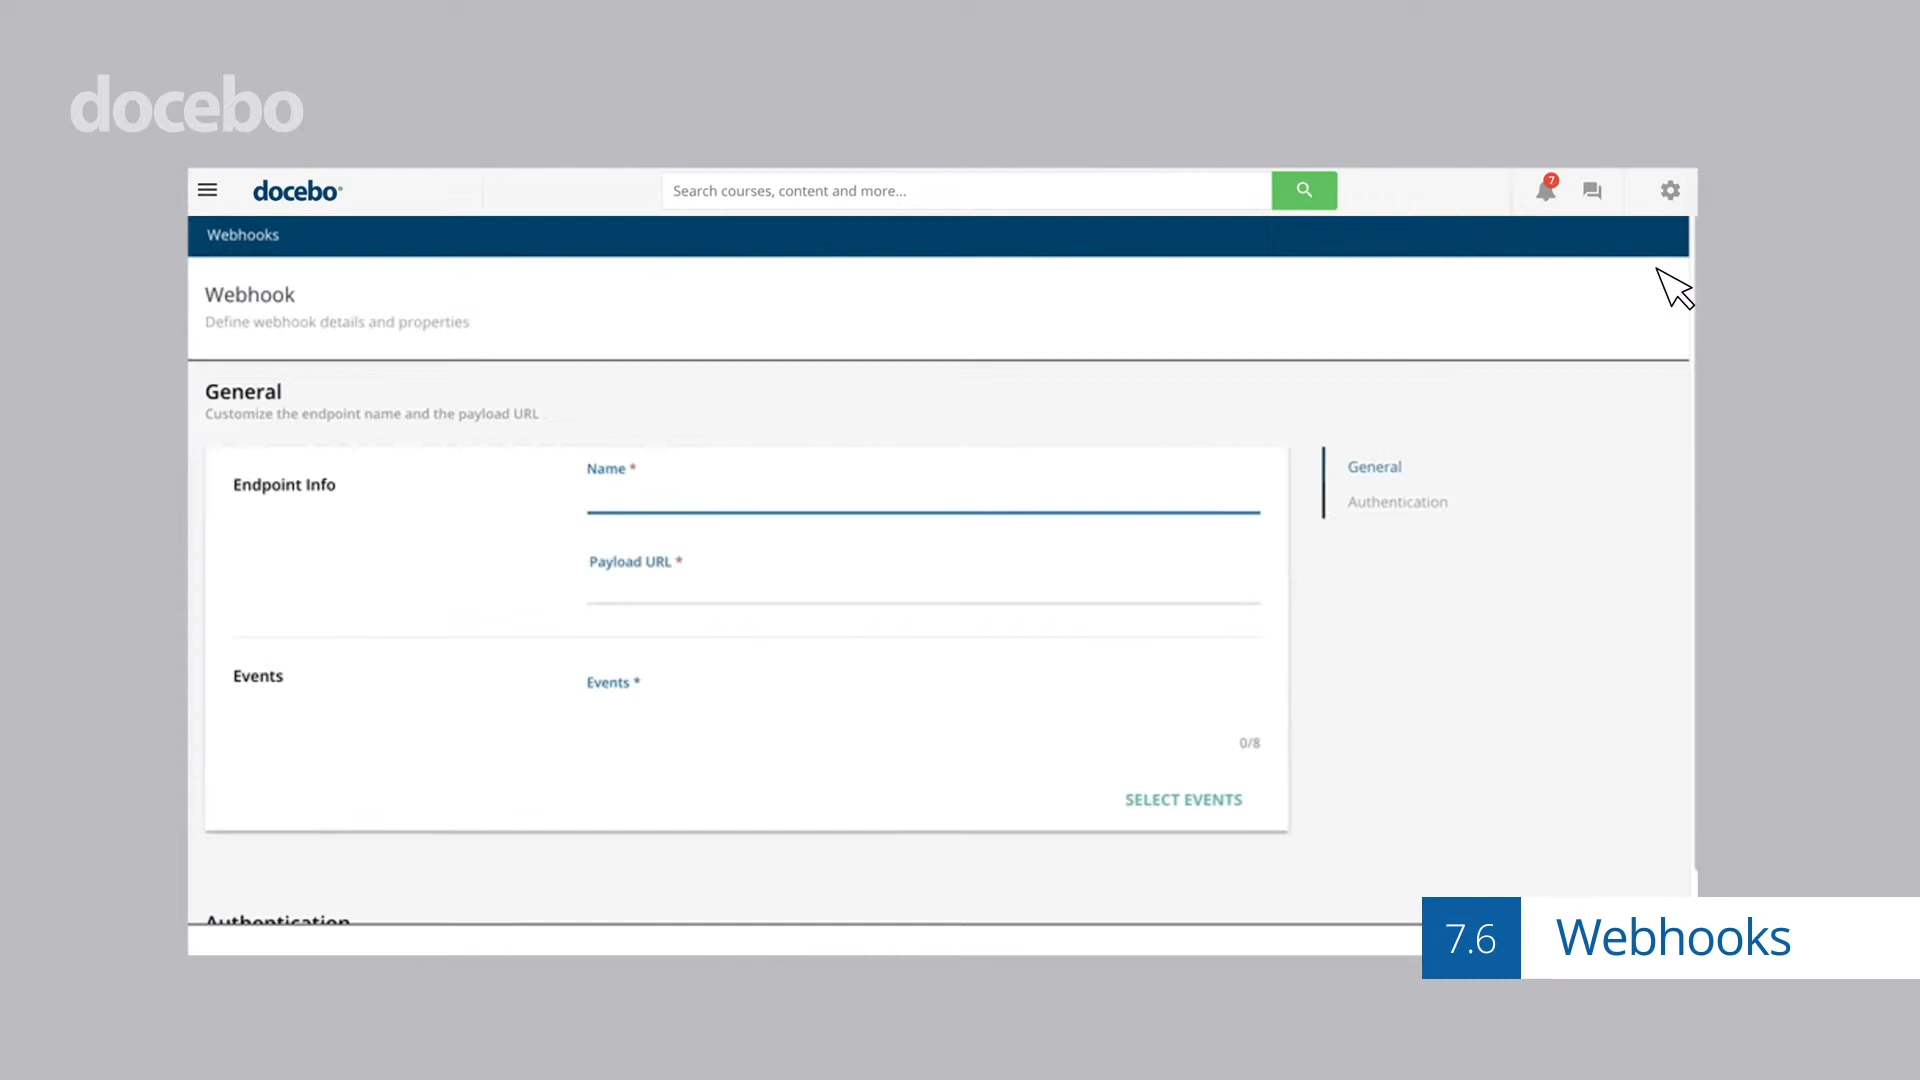 docebo
docebo
Search courses, content and more...
7
Webhooks
Webhook
Define webhook details and properties
General
Customize the endpoint name and the payload URL
Endpoint Info
Name *
Payload URL *
General
Authentication
Events
Events *
0/8
SELECT EVENTS
Authentication
7.6 Webhooks